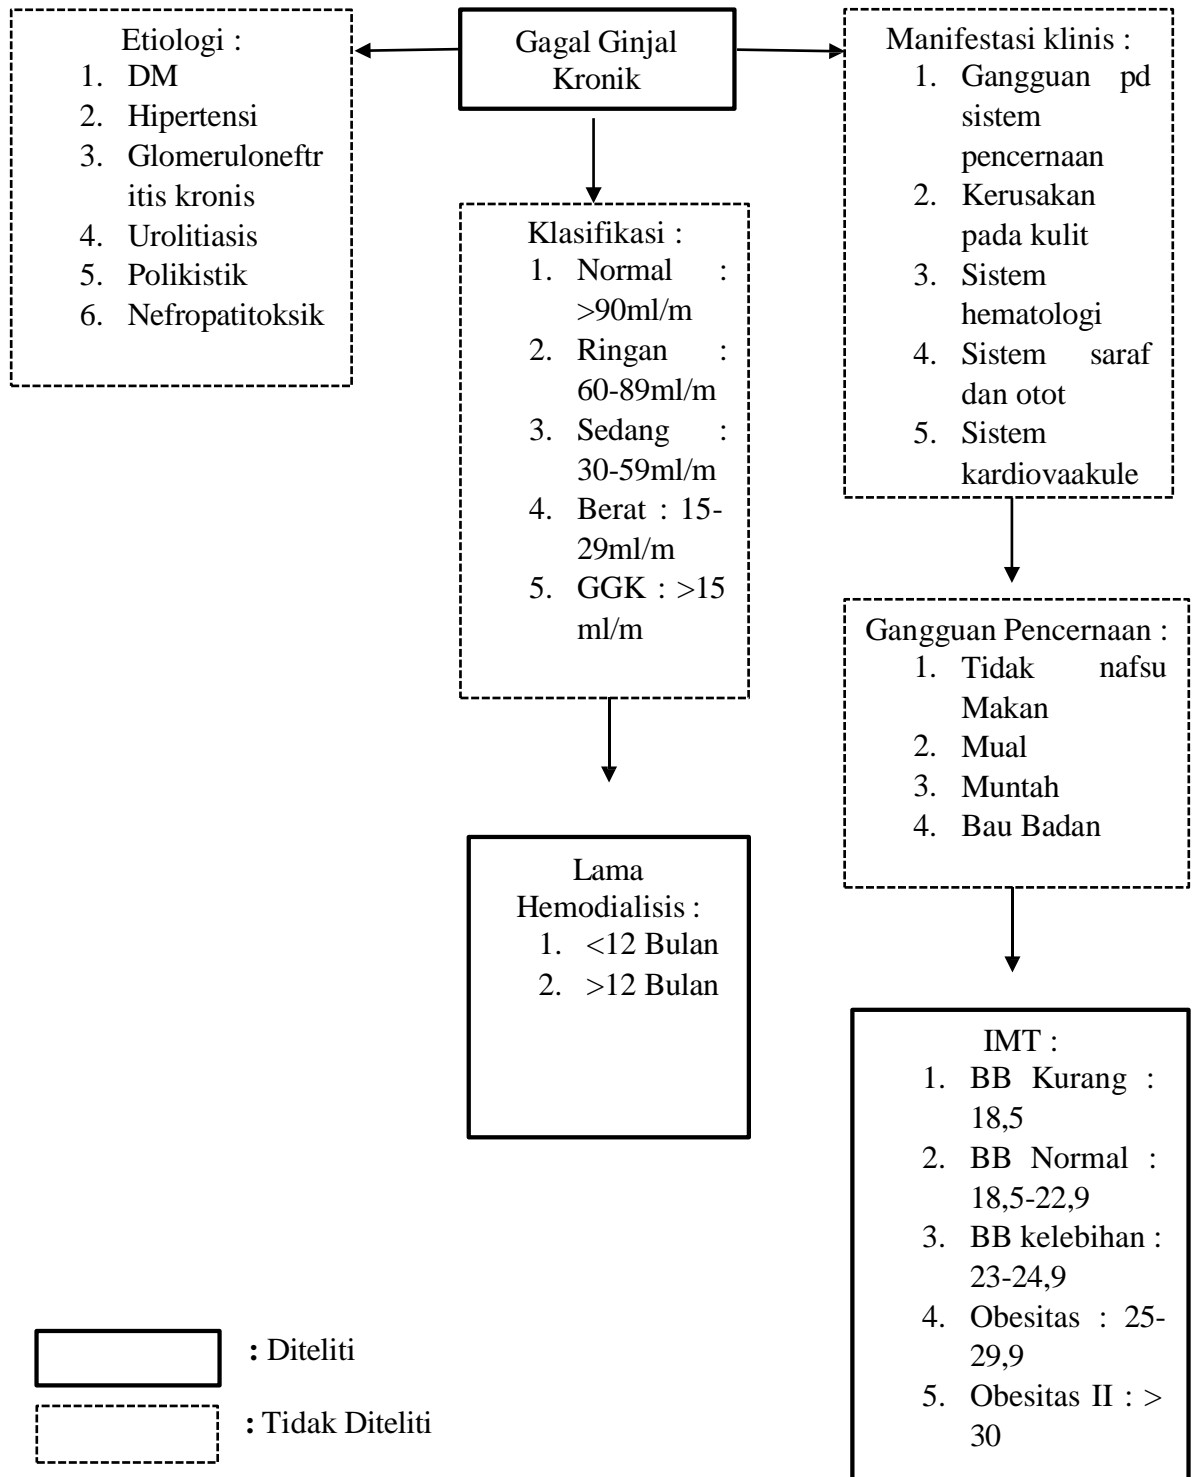 Etiologi :
1. DM
2. Hipertensi
3. Glomeruloneftr
itis kronis
4. Urolitiasis
5. Polikistik
6. Nefropatitoksik
Gagal Ginjal
Kronik
Manifestasi klinis :
1. Gangguan pd
sistem
pencernaan
2. Kerusakan
pada kulit
3. Sistem
hematologi
4. Sistem saraf
dan otot
5. Sistem
kardiovaakule
Klasifikasi :
1. Normal :
>90ml/m
2. Ringan :
60-89ml/m
3. Sedang :
30-59ml/m
4. Berat : 15-
29ml/m
5. GGK : >15
ml/m
Gangguan Pencernaan :
1. Tidak nafsu
Makan
2. Mual
3. Muntah
4. Bau Badan
Lama
Hemodialisis :
1. <12 Bulan
2. >12 Bulan
IMT :
1. BB Kurang :
18,5
2. BB Normal :
18,5-22,9
3. BB kelebihan :
23-24,9
4. Obesitas : 25-
29,9
5. Obesitas II : >
30
: Diteliti
: Tidak Diteliti